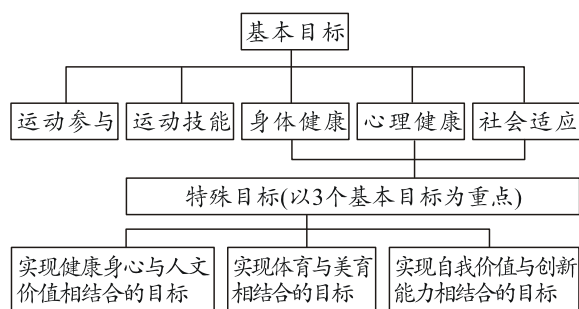 基本目标
运动参与 运动技能 身体健康 心理健康 社会适应
特殊目标(以3个基本目标为重点)
实现健康身心与人文
价值相结合的目标
实现体育与美育
相结合的目标
实现自我价值与创新
能力相结合的目标